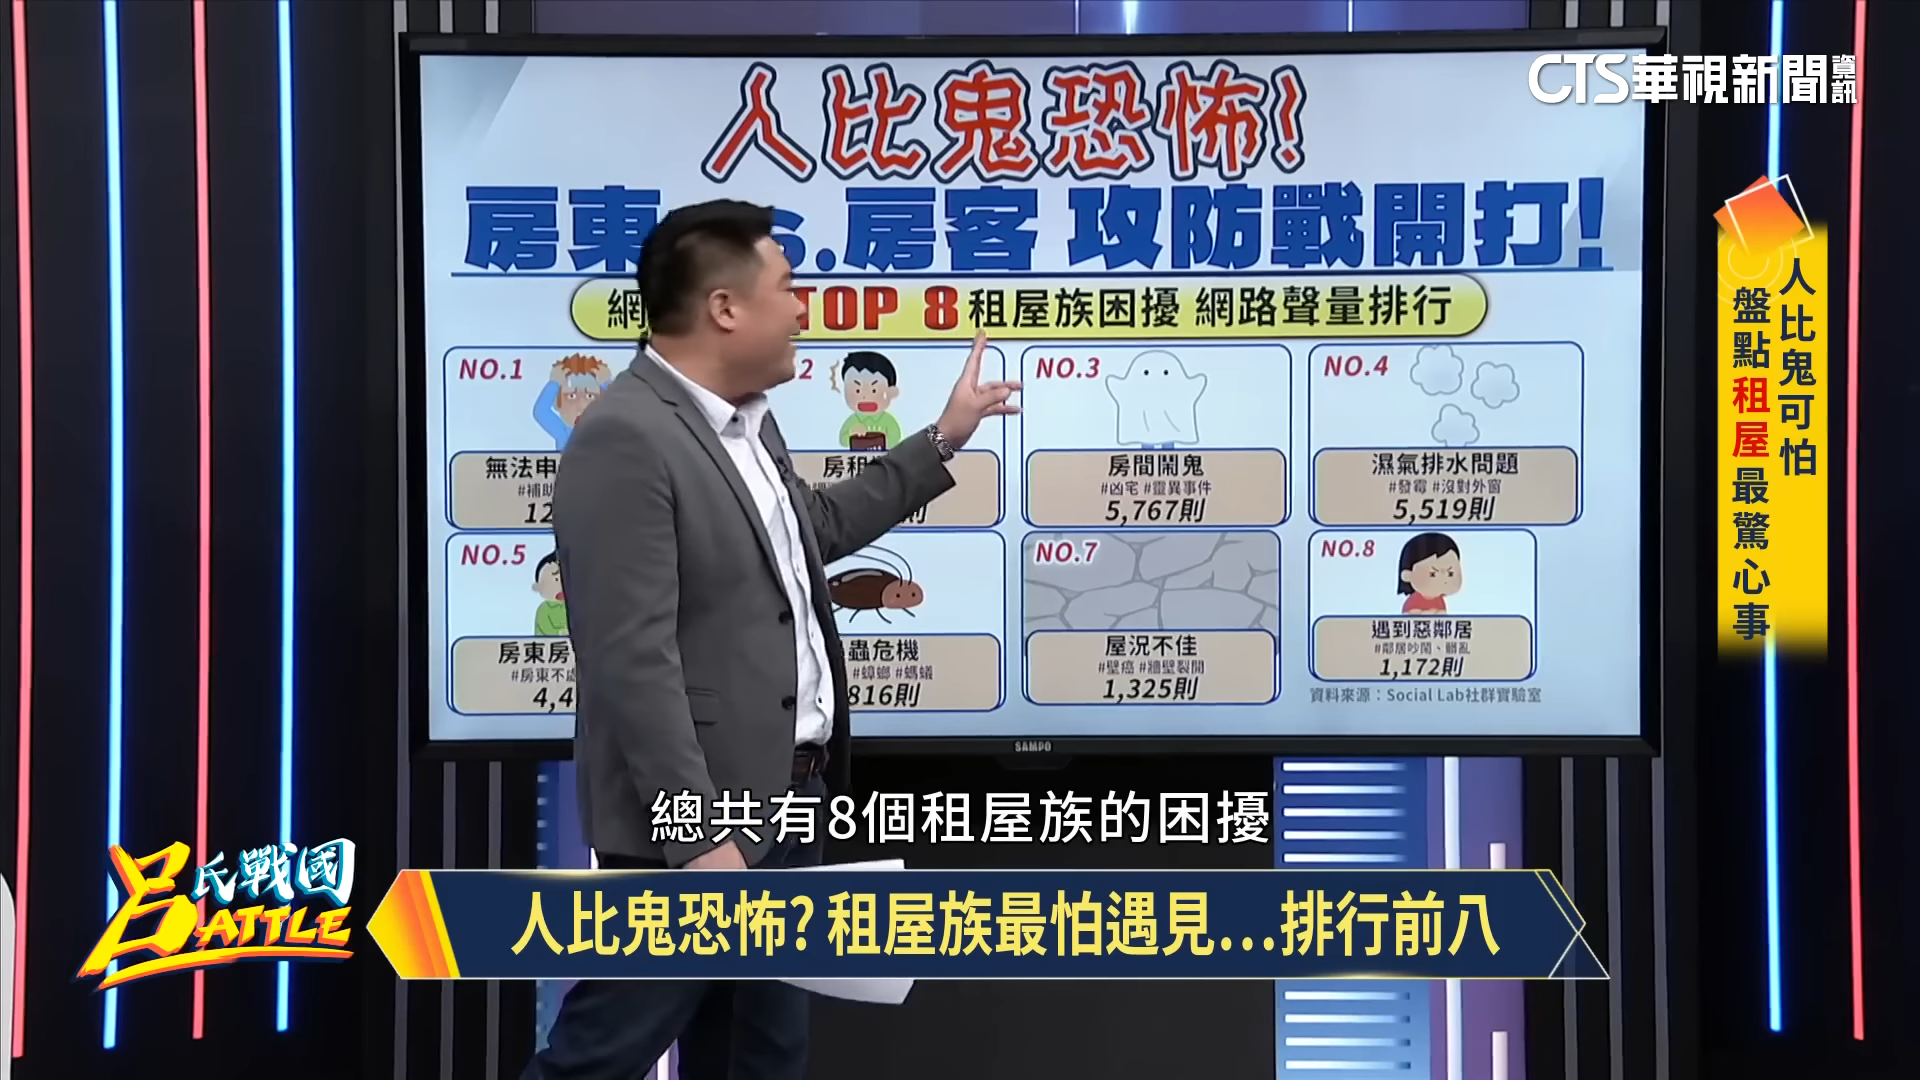 CTS華視新聞資訊
人比鬼恐怖!
房東 s.房客 攻防戰開打!
網 TOP 8租屋族困擾 網路聲量排行
NO.1
無法申
#補助
12
2
房租
則
NO.3
房間鬧鬼
#凶宅 #靈異事件
5,767則
NO.4
濕氣排水問題
#發霉 #沒對外窗
5,519則
NO.5
房東房
#房東不處
4,4
蟲危機
#蟑螂 #螞蟻
816則
NO.7
屋況不佳
#壁癌 #牆壁裂開
1,325則
NO.8
遇到惡鄰居
#鄰居吵鬧、髒亂
1,172則
資料來源：Social Lab社群實驗室
SAMPO
人比鬼可怕
盤點租屋最驚心事
總共有8個租屋族的困擾
呂氏戰國
BATTLE
人比鬼恐怖?租屋族最怕遇見...排行前八